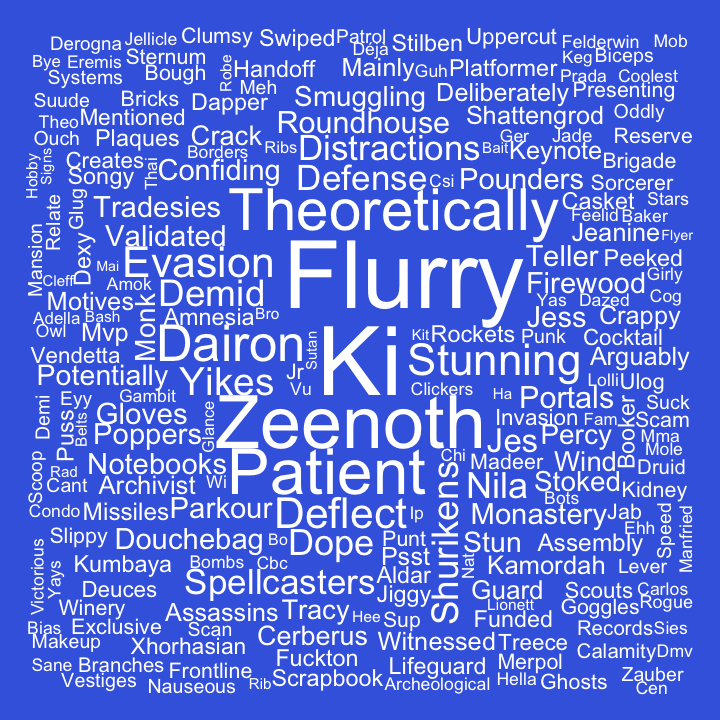 Derogna
Jellicle
Clumsy
Swiped
Patrol
Deja
Stilben
Uppercut
Felderwin
Mob
Bye
Eremis
Sternum
Keg
Biceps
Systems
Bough
Robe
Handoff
Mainly
Guh
Platformer
Prada
Coolest
Meh
Suude
Bricks
Dapper
Smuggling
Deliberately
Presenting
Theo
Mentioned
Roundhouse
Shattengrod
Oddly
Ouch
Plaques
Crack
Distractions
Ger
Jade
Reserve
Signs
Hobby
Creates
Borders
Ribs
Bait
Keynote
Brigade
Songy
Thai
Confiding
Defense
Csi
Pounders
Sorcerer
Glug
Relate
Tradesies
Theoretically
Casket
Stars
Feelid
Baker
Mansion
Dexy
Validated
Jeanine
Flyer
Cleff
Mai
Evasion
Flurry
Teller
Peeked
Girly
Amok
Demid
Firewood
Motives
Yas
Dazed
Cog
Adella
Bash
Monk
Amnesia
Bro
Jess
Crappy
Owl
Mvp
Dairon
Sutan
Ki
Kit
Rockets
Punk
Cocktail
Vendetta
Stunning
Arguably
Potentially
Yikes
Jr
Vu
Clickers
Ha
Portals
Lolli
Ulog
Demi
Eyy
Gambit
Suck
Puss
Belts
Gloves
Glance
Zeenoth
Invasion
Fam
Scam
Poppers
Jes
Percy
Booker
Mma
Mole
Scoop
Rad
Notebooks
Wi
Patient
Chi
Madeer
Wind
Druid
Cant
Archivist
Nila
Stoked
Kidney
Bots
Condo
Missiles
Parkour
Deflect
Ip
Shurikens
Monastery
Jab
Slippy
Douchebag
Bo
Dope
Punt
Stun
Assembly
Ehh
Speed
Manfried
Victorious
Yays
Kumbaya
Bombs
Cbc
Psst
Nat
Kamordah
Lever
Deuces
Spellcasters
Aldar
Jiggy
Guard
Scouts
Carlos
Winery
Assassins
Tracy
Hee
Sup
Lionett
Goggles
Rogue
Funded
Bias
Exclusive
Scan
Cerberus
Witnessed
Treece
Records
Sies
Makeup
Xhorhasian
Fuckton
Calamity
Dmv
Sane
Branches
Frontline
Lifeguard
Merpol
Vestiges
Nauseous
Rib
Scrapbook
Archeological
Hella
Ghosts
Zauber
Cen